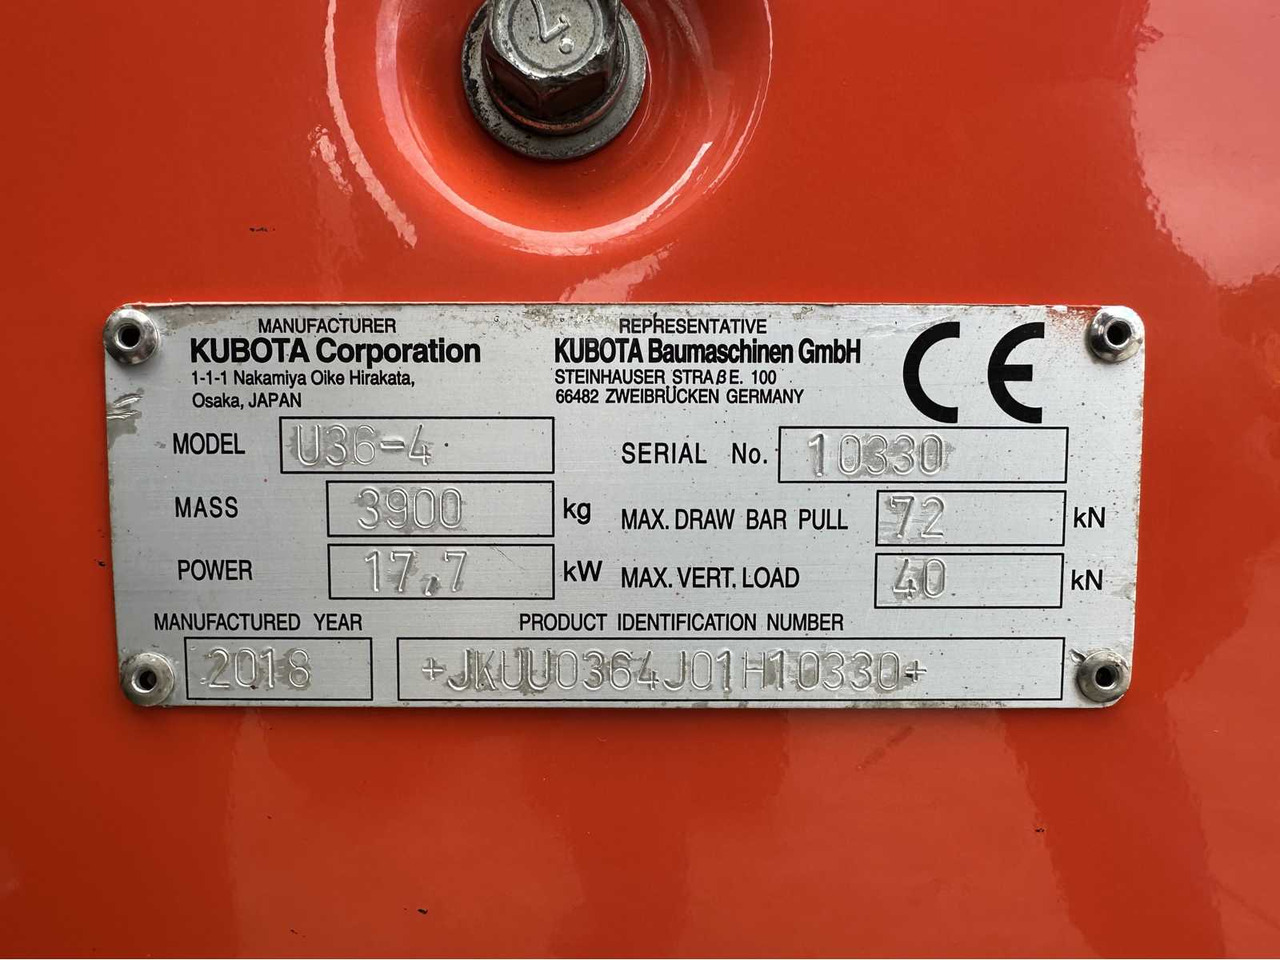 MANUFACTURER
KUBOTA Corporation
1-1-1 Nakamiya Oike Hirakata,
Osaka, JAPAN
REPRESENTATIVE
KUBOTA Baumaschinen GmbH
STEINHAUSER STRAßE. 100
66482 ZWEIBRÜCKEN GERMANY
CE
MODEL U36-4
SERIAL No. 10330
MASS 3900 kg
MAX. DRAW BAR PULL 72 kN
POWER 17,7 kW
MAX. VERT. LOAD 40 kN
MANUFACTURED YEAR
2018
PRODUCT IDENTIFICATION NUMBER
+JKUU0364J01H10330+